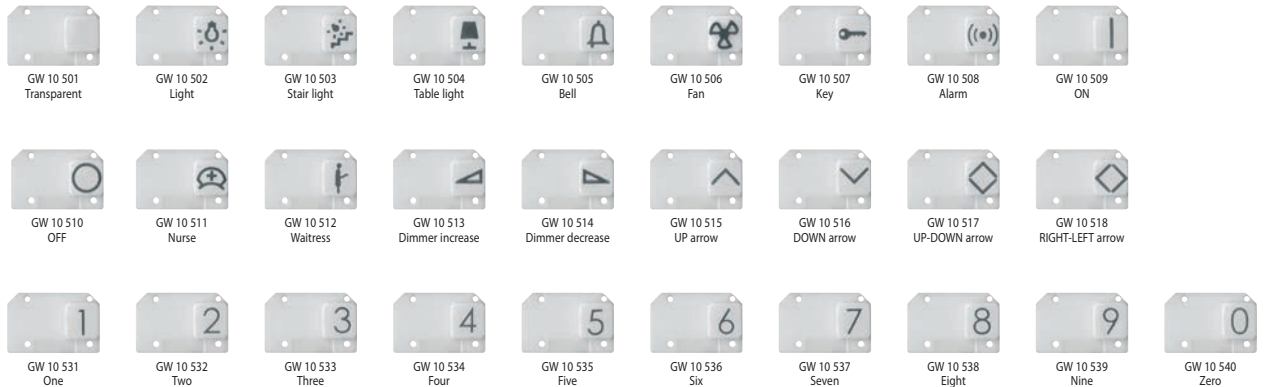 GW 10 501
Transparent
GW 10 502
Light
GW 10 503
Stair light
GW 10 504
Table light
GW 10 505
Bell
GW 10 506
Fan
GW 10 507
Key
GW 10 508
Alarm
GW 10 509
ON
GW 10 510
OFF
GW 10 511
Nurse
GW 10 512
Waitress
GW 10 513
Dimmer increase
GW 10 514
Dimmer decrease
GW 10 515
UP arrow
GW 10 516
DOWN arrow
GW 10 517
UP-DOWN arrow
GW 10 518
RIGHT-LEFT arrow
1
GW 10 531
One
2
GW 10 532
Two
3
GW 10 533
Three
4
GW 10 534
Four
5
GW 10 535
Five
6
GW 10 536
Six
7
GW 10 537
Seven
8
GW 10 538
Eight
9
GW 10 539
Nine
0
GW 10 540
Zero